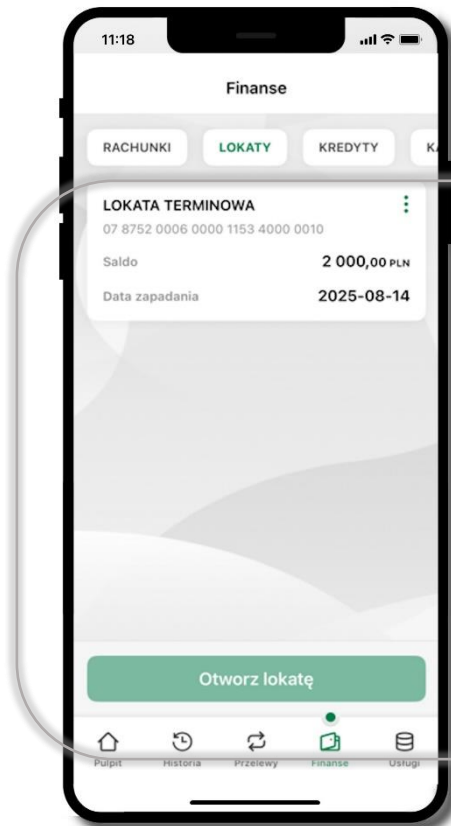 11:18
Finanse
RACHUNKI LOKATY KREDYTY
LOKATA TERMINOWA
07 8752 0006 0000 1153 4000 0010
Saldo 2 000,00 PLN
Data zapadania 2025-08-14
Otworz lokatę
Pulpit Historia Przelewy Finanse Usługi